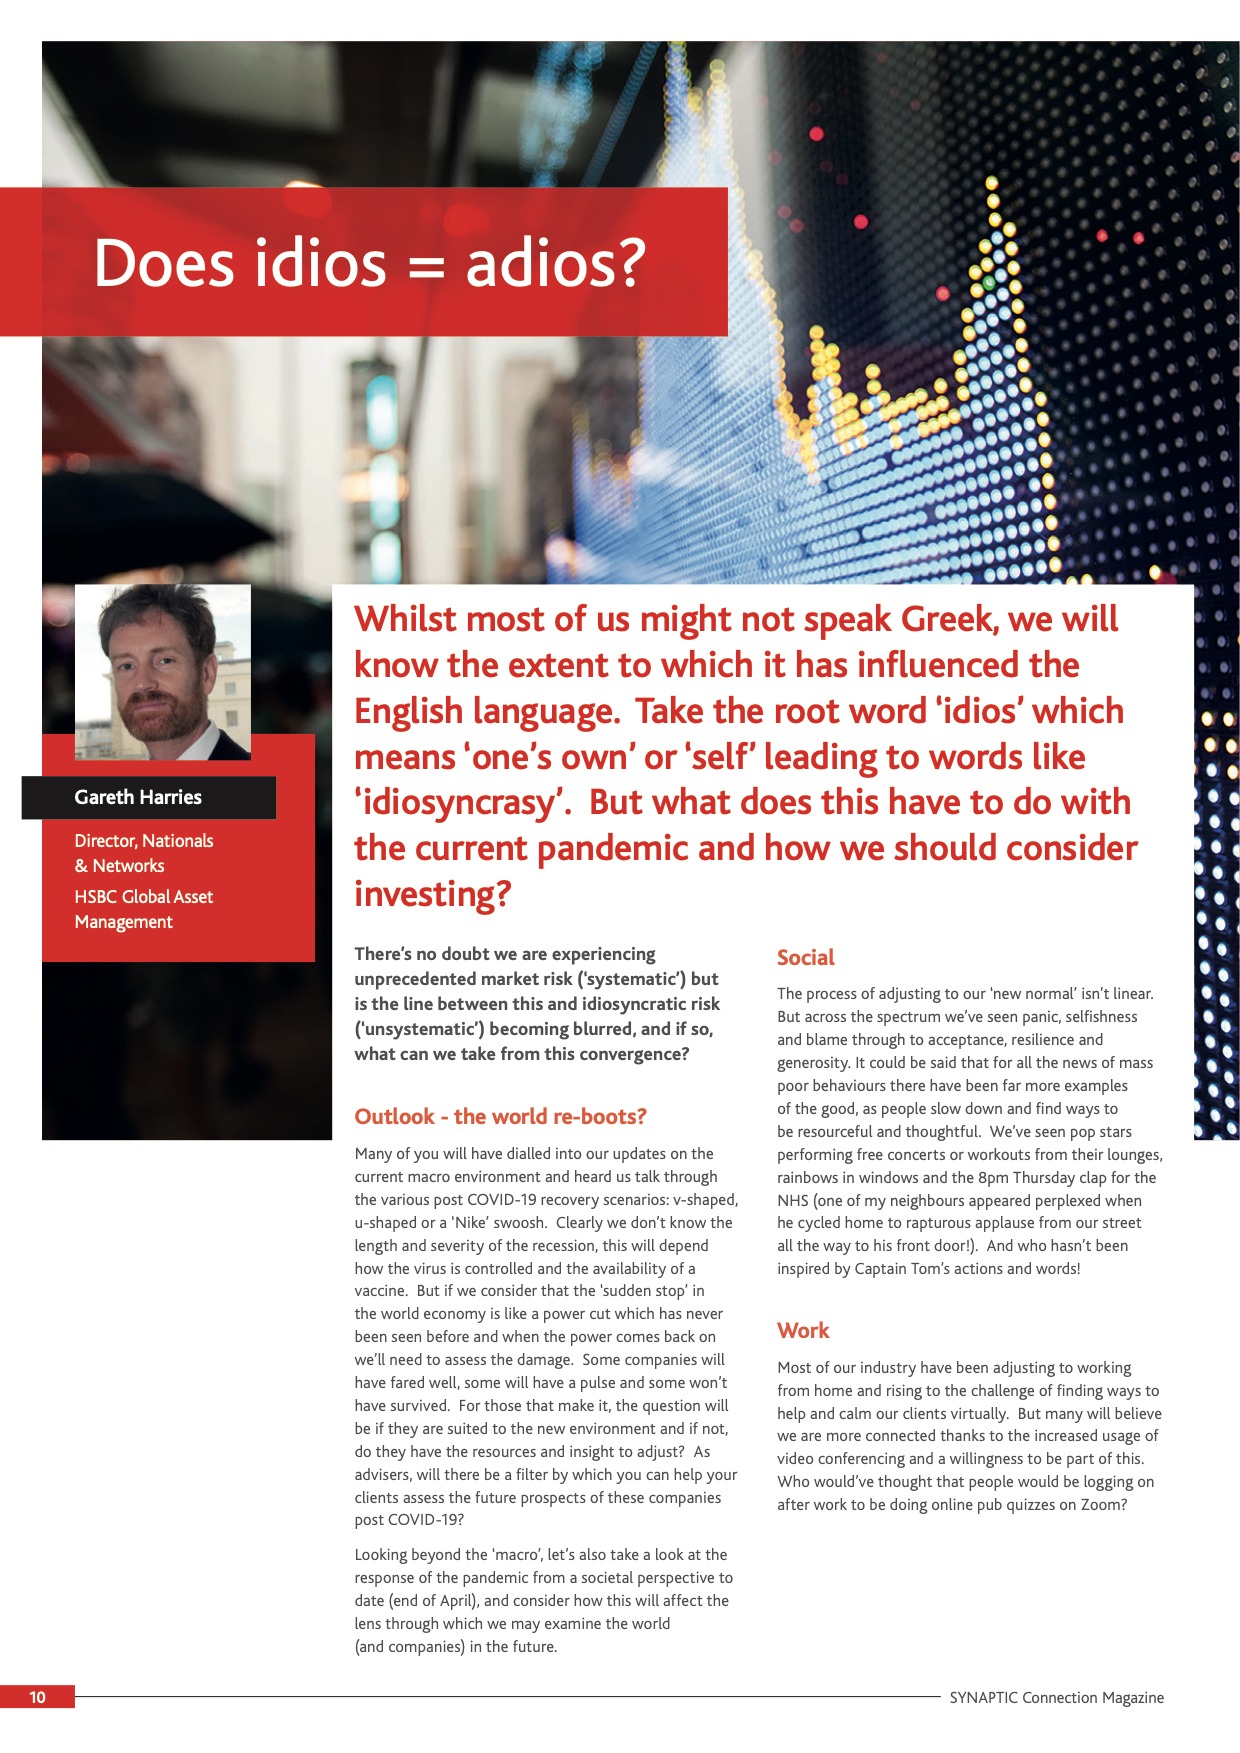 Does idios = adios?
Gareth Harries
Director, Nationals
& Networks
HSBC Global Asset
Management
Whilst most of us might not speak Greek, we will
know the extent to which it has influenced the
English language.  Take the root word ‘idios’ which
means ‘one’s own’ or ‘self’ leading to words like
‘idiosyncrasy’.  But what does this have to do with
the current pandemic and how we should consider
investing?
There’s no doubt we are experiencing
unprecedented market risk (‘systematic’) but
is the line between this and idiosyncratic risk
(‘unsystematic’) becoming blurred, and if so,
what can we take from this convergence?
Outlook - the world re-boots?
Many of you will have dialled into our updates on the
current macro environment and heard us talk through
the various post COVID-19 recovery scenarios: v-shaped,
u-shaped or a ‘Nike’ swoosh.  Clearly we don’t know the
length and severity of the recession, this will depend
how the virus is controlled and the availability of a
vaccine.  But if we consider that the ‘sudden stop’ in
the world economy is like a power cut which has never
been seen before and when the power comes back on
we’ll need to assess the damage.  Some companies will
have fared well, some will have a pulse and some won’t
have survived.  For those that make it, the question will
be if they are suited to the new environment and if not,
do they have the resources and insight to adjust?  As
advisers, will there be a filter by which you can help your
clients assess the future prospects of these companies
post COVID-19?
Looking beyond the ‘macro’, let’s also take a look at the
response of the pandemic from a societal perspective to
date (end of April), and consider how this will affect the
lens through which we may examine the world
(and companies) in the future.
Social
The process of adjusting to our ‘new normal’ isn’t linear.
But across the spectrum we’ve seen panic, selfishness
and blame through to acceptance, resilience and
generosity. It could be said that for all the news of mass
poor behaviours there have been far more examples
of the good, as people slow down and find ways to
be resourceful and thoughtful.  We’ve seen pop stars
performing free concerts or workouts from their lounges,
rainbows in windows and the 8pm Thursday clap for the
NHS (one of my neighbours appeared perplexed when
he cycled home to rapturous applause from our street
all the way to his front door!).  And who hasn’t been
inspired by Captain Tom’s actions and words!
Work
Most of our industry have been adjusting to working
from home and rising to the challenge of finding ways to
help and calm our clients virtually.  But many will believe
we are more connected thanks to the increased usage of
video conferencing and a willingness to be part of this.
Who would’ve thought that people would be logging on
after work to be doing online pub quizzes on Zoom?
10
SYNAPTIC Connection Magazine